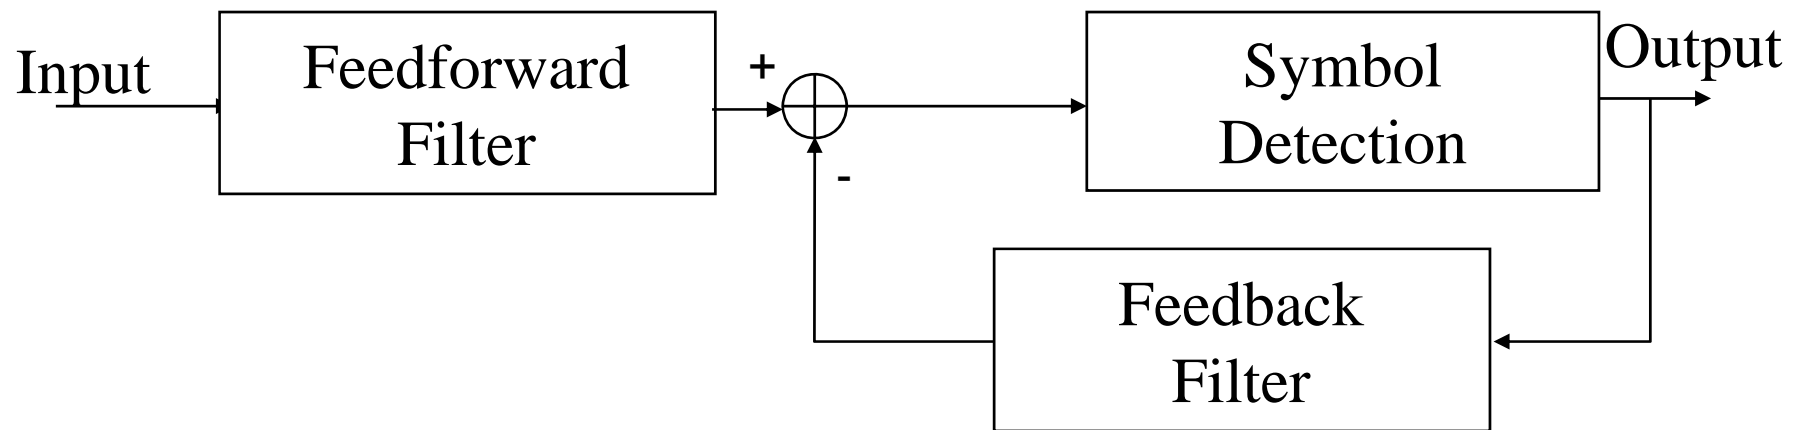 Input
Feedforward
Filter
+
-
Symbol
Detection
Output
Feedback
Filter